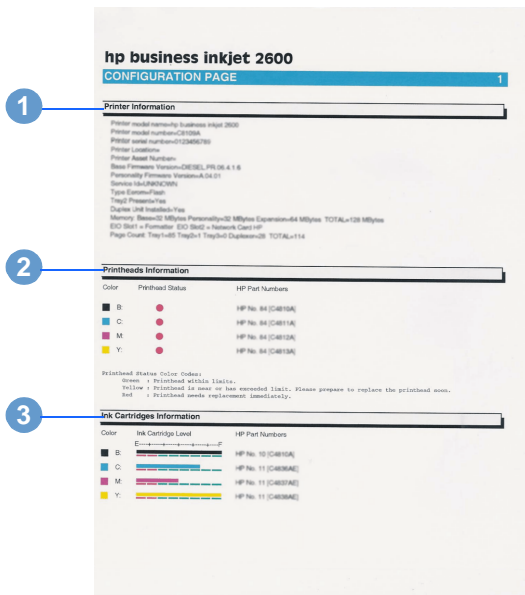 hp business inkjet 2600
CONFIGURATION PAGE 1
1
Printer Information
Printer model name=hp business inkjet 2600
Printer model number=C8109A
Printer serial number=0123456789
Printer Location=
Printer Asset Number=
Base Firmware Version=DIESEL.FR.06.4.1.6
Personality Firmware Version=A.04.01
Service Id=UNKNOWN
Type Eprom=Flash
Tray2 Present=Yes
Duplex Unit Installed=Yes
Memory: Base=32 MBytes Personality=32 MBytes Expansion=64 MBytes TOTAL=128 MBytes
EIO Slot1 = Formatter EIO Slot2 = Network Card:HP
Page Count: Tray1=85 Tray2=1 Tray3=0 Duplexer=28 TOTAL=114
2
Printheads Information
Color Printhead Status HP Part Numbers
B: HP No. 84 [C4810A]
C: HP No. 84 [C4811A]
M: HP No. 84 [C4812A]
Y: HP No. 84 [C4813A]
Printhead Status Color Codes:
Green : Printhead within limits.
Yellow : Printhead is near or has exceeded limit. Please prepare to replace the printhead soon.
Red : Printhead needs replacement immediately.
3
Ink Cartridges Information
Color Ink Cartridge Level HP Part Numbers
E----+----+----+----+----F
B: HP No. 10 [C4810A]
C: HP No. 11 [C4836AE]
M: HP No. 11 [C4837AE]
Y: HP No. 11 [C4838AE]